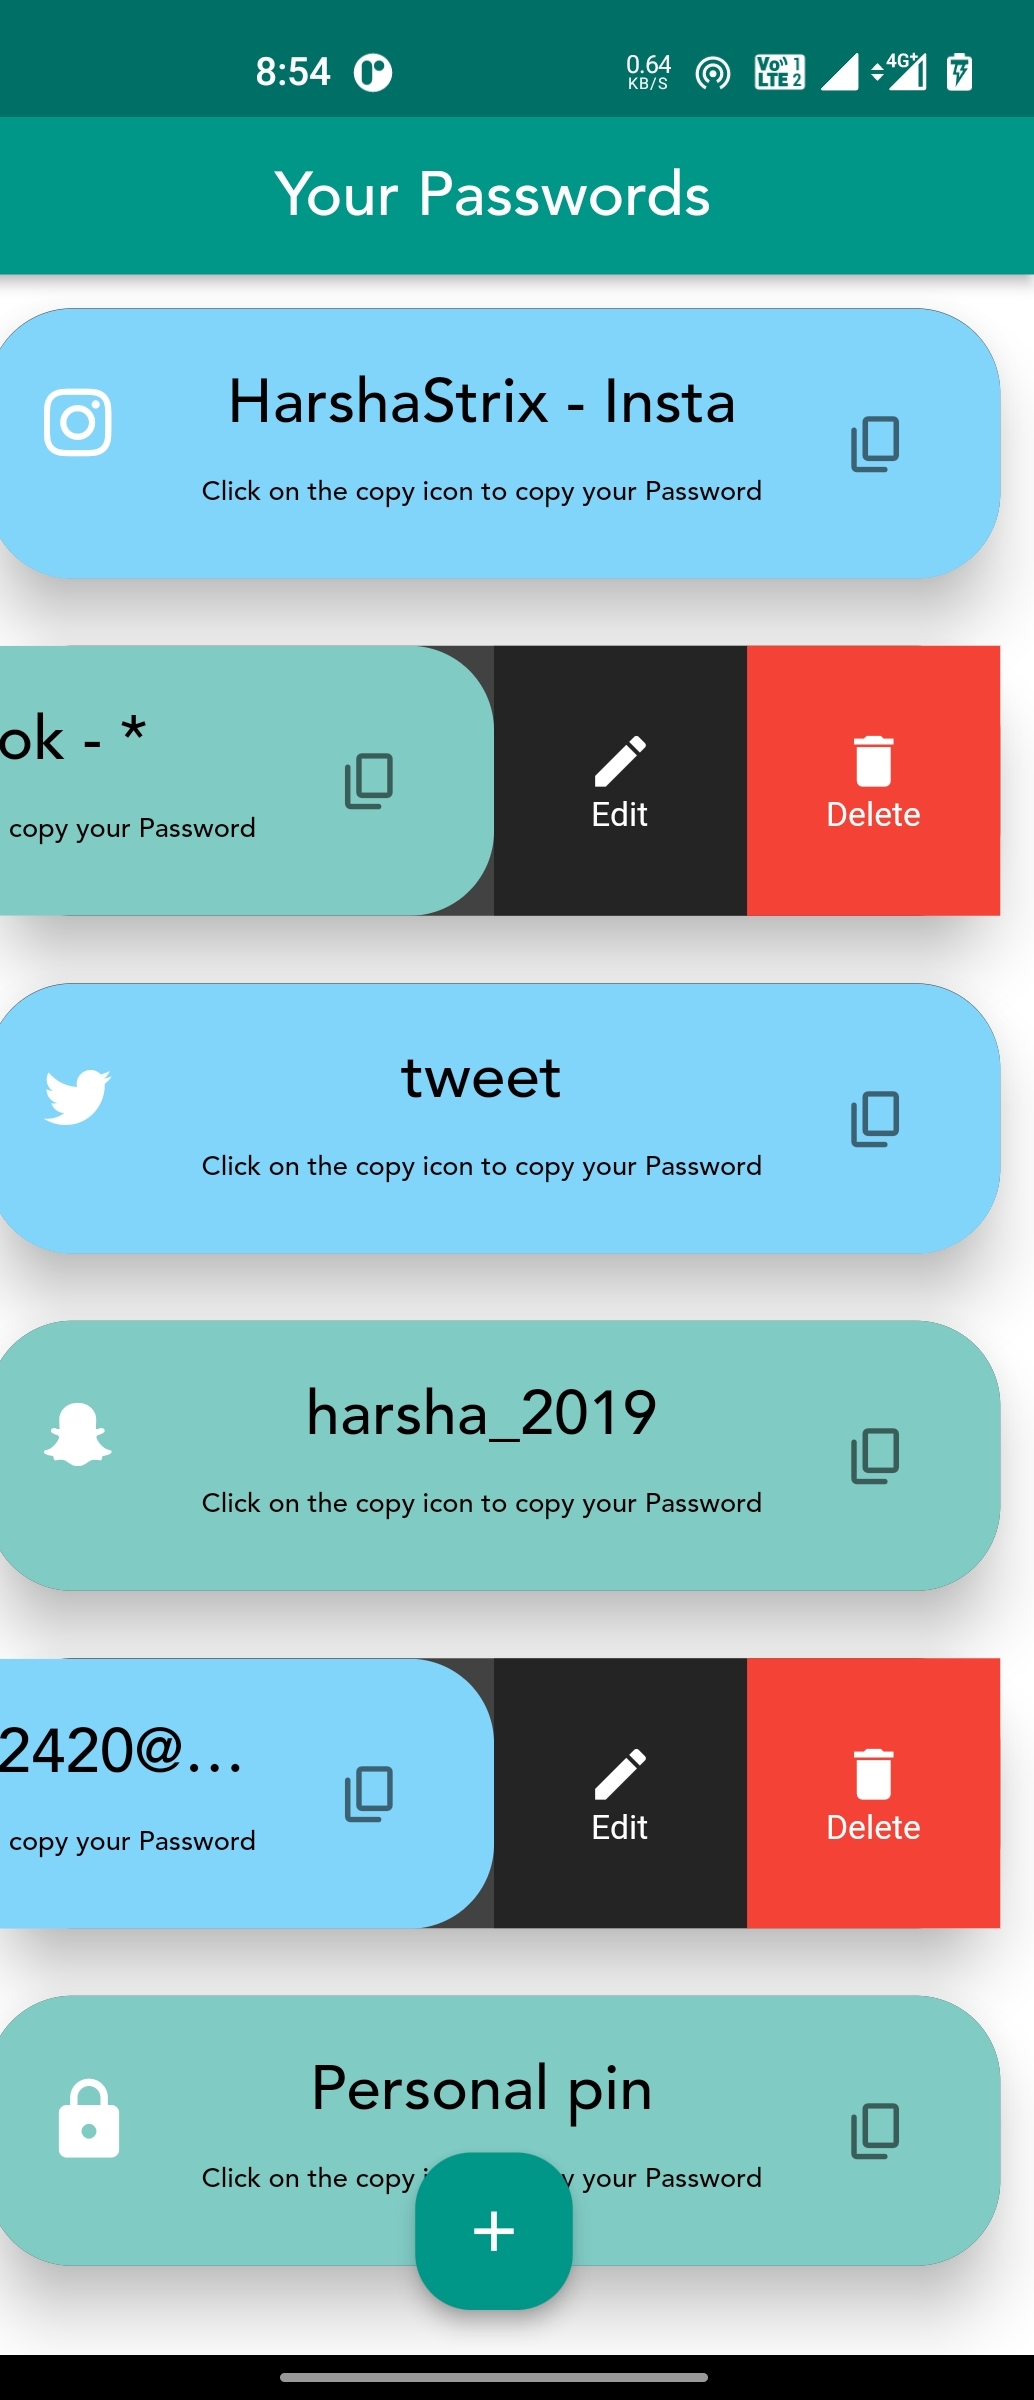 8:54 0.64 KB/S Vo LTE 1 2 4G+
Your Passwords
HarshaStrix - Insta
Click on the copy icon to copy your Password
ok - *
copy your Password
Edit
Delete
tweet
Click on the copy icon to copy your Password
harsha_2019
Click on the copy icon to copy your Password
2420@...
copy your Password
Edit
Delete
Personal pin
Click on the copy your Password